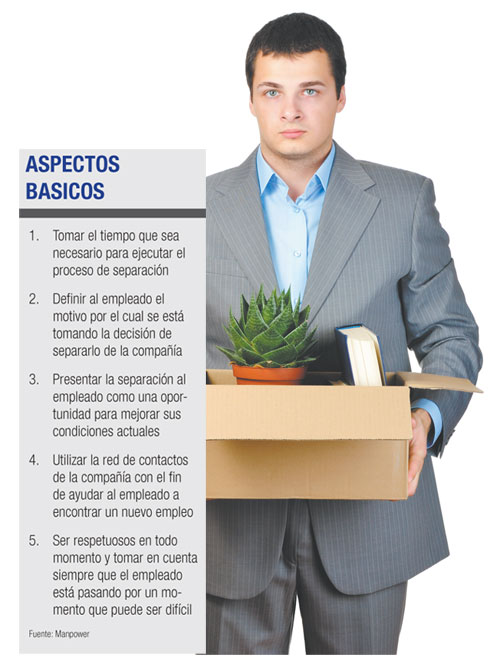 ASPECTOS
BASICOS
1. Tomar el tiempo que sea
necesario para ejecutar el
proceso de separación
2. Definir al empleado el
motivo por el cual se está
tomando la decisión de
separarlo de la compañía
3. Presentar la separación al
empleado como una opor-
tunidad para mejorar sus
condiciones actuales
4. Utilizar la red de contactos
de la compañía con el fin
de ayudar al empleado a
encontrar un nuevo empleo
5. Ser respetuosos en todo
momento y tomar en cuenta
siempre que el empleado
está pasando por un mo-
mento que puede ser difícil
Fuente: Manpower